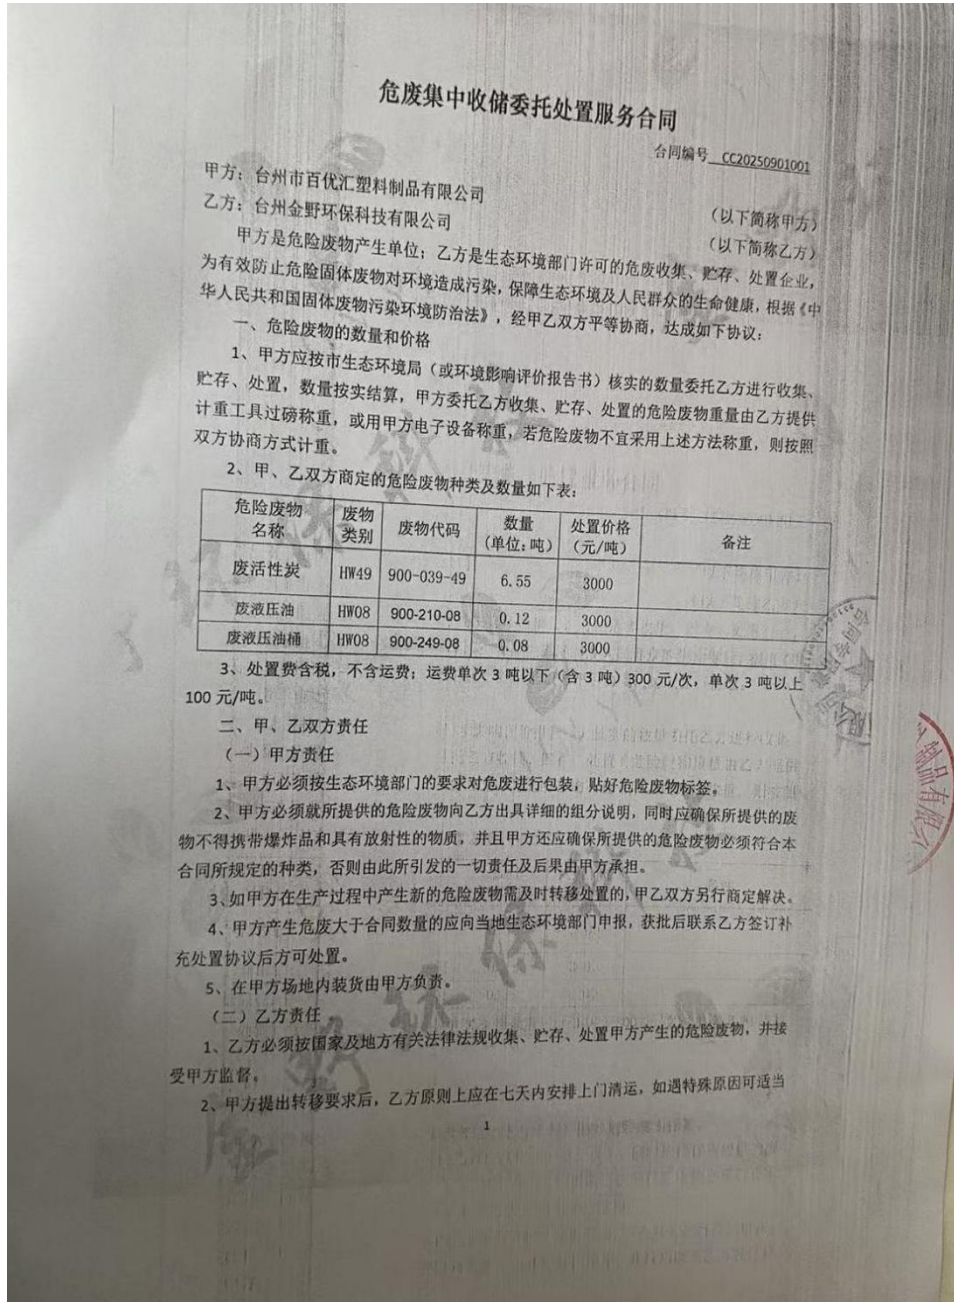 危废集中收储委托处置服务合同
合同编号 CC20250901001
甲方：台州市百优汇塑料制品有限公司 （以下简称甲方）
乙方：台州金野环保科技有限公司 （以下简称乙方）
甲方是危险废物产生单位；乙方是生态环境部门许可的危废收集、贮存、处置企业，
为有效防止危险固体废物对环境造成污染，保障生态环境及人民群众的生命健康，根据《中
华人民共和国固体废物污染环境防治法》，经甲乙双方平等协商，达成如下协议：
一、危险废物的数量和价格
1、甲方应按市生态环境局（或环境影响评价报告书）核实的数量委托乙方进行收集、
贮存、处置，数量按实结算，甲方委托乙方收集、贮存、处置的危险废物重量由乙方提供
计重工具过磅称重，或用甲方电子设备称重，若危险废物不宜采用上述方法称重，则按照
双方协商方式计重。
2、甲、乙双方商定的危险废物种类及数量如下表：
危险废物名称 废物类别 废物代码 数量（单位：吨） 处置价格（元/吨） 备注
废活性炭 HW49 900-039-49 6.55 3000
废液压油 HW08 900-210-08 0.12 3000
废液压油桶 HW08 900-249-08 0.08 3000
3、处置费含税，不含运费；运费单次 3 吨以下（含 3 吨）300 元/次，单次 3 吨以上
100 元/吨。
二、甲、乙双方责任
（一）甲方责任
1、甲方必须按生态环境部门的要求对危废进行包装，贴好危险废物标签。
2、甲方必须就所提供的危险废物向乙方出具详细的组分说明，同时应确保所提供的废
物不得携带爆炸品和具有放射性的物质，并且甲方还应确保所提供的危险废物必须符合本
合同所规定的种类，否则由此所引发的一切责任及后果由甲方承担。
3、如甲方在生产过程中产生新的危险废物需及时转移处置的，甲乙双方另行商定解决。
4、甲方产生危废大于合同数量的应向当地生态环境部门申报，获批后联系乙方签订补
充处置协议后方可处置。
5、在甲方场地内装货由甲方负责。
（二）乙方责任
1、乙方必须按国家及地方有关法律法规收集、贮存、处置甲方产生的危险废物，并接
受甲方监督。
2、甲方提出转移要求后，乙方原则上应在七天内安排上门清运，如遇特殊原因可适当
1
品有限公